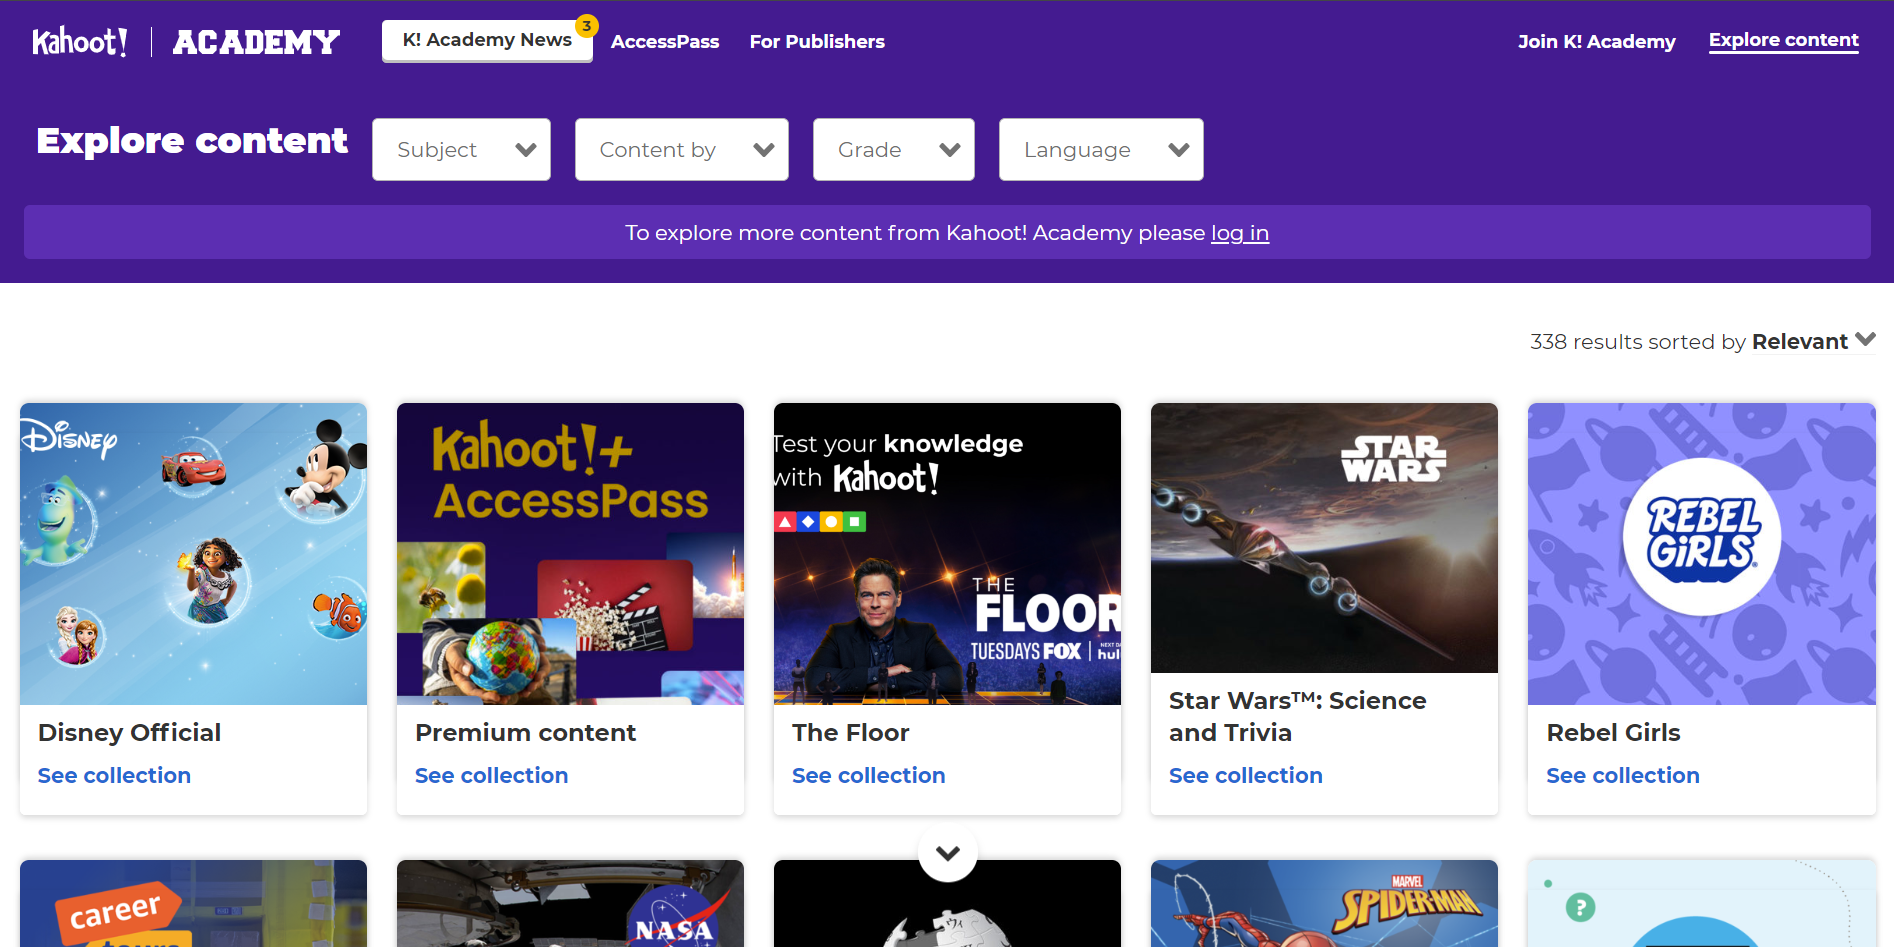 Kahoot! ACADEMY
K! Academy News 3
AccessPass
For Publishers
Join K! Academy
Explore content
Explore content
Subject
Content by
Grade
Language
To explore more content from Kahoot! Academy please log in
338 results sorted by Relevant
Disney
Disney Official
See collection
Kahoot!+
AccessPass
Premium content
See collection
Test your knowledge
with Kahoot!
THE
FLOOR
TUESDAYS FOX
The Floor
See collection
STAR
WARS
Star Wars™: Science
and Trivia
See collection
REBEL
GIRLS
Rebel Girls
See collection
career
tours
NASA
MARVEL
SPIDER-MAN
?